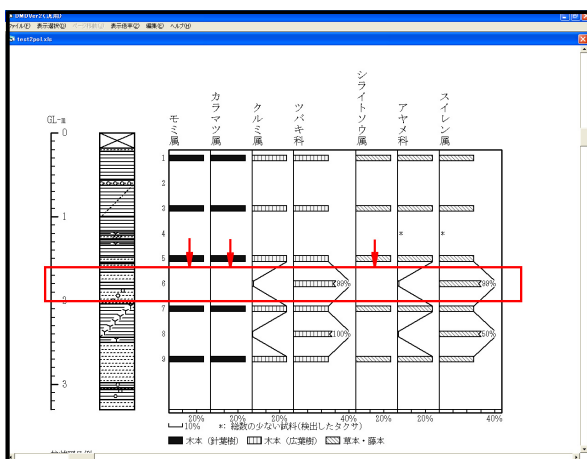 DMDVer2(汎用)
ファイル(F) 表示選択(O) ページ移動(J) 表示倍率(Z) 編集(E) ヘルプ(H)
test2pol.xls
GL-m
モミ属
カラマツ属
クルミ属
ツバキ科
シライトソウ属
アヤメ科
スイレン属
0
1
2
3
1
2
3
4 * *
5
6 99% 99%
7
8 100% 50%
9
20% 20% 20% 40% 20% 20% 40%
10% *: 総数の少ない試料(検出したタクサ)
木本 (針葉樹) 木本 (広葉樹) 草本・藤本